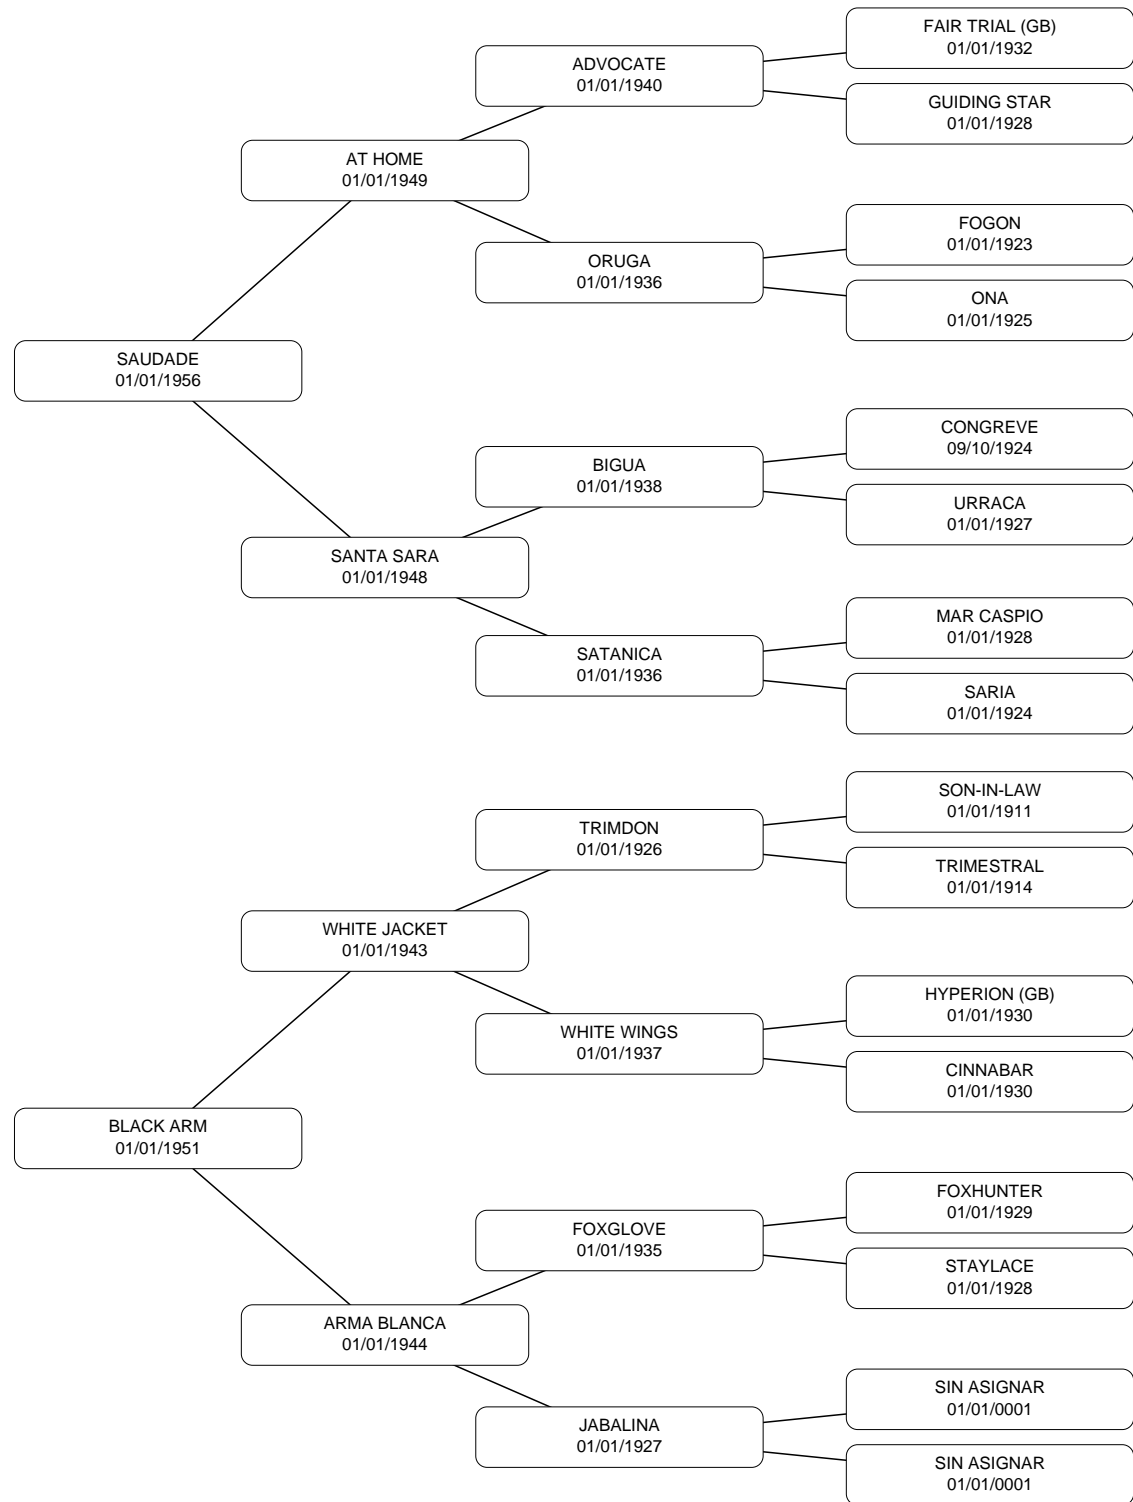 FAIR TRIAL (GB)
01/01/1932
ADVOCATE
01/01/1940
GUIDING STAR
01/01/1928
AT HOME
01/01/1949
FOGON
01/01/1923
ORUGA
01/01/1936
ONA
01/01/1925
SAUDADE
01/01/1956
CONGREVE
09/10/1924
BIGUA
01/01/1938
URRACA
01/01/1927
SANTA SARA
01/01/1948
MAR CASPIO
01/01/1928
SATANICA
01/01/1936
SARIA
01/01/1924
SON-IN-LAW
01/01/1911
TRIMDON
01/01/1926
TRIMESTRAL
01/01/1914
WHITE JACKET
01/01/1943
HYPERION (GB)
01/01/1930
WHITE WINGS
01/01/1937
CINNABAR
01/01/1930
BLACK ARM
01/01/1951
FOXHUNTER
01/01/1929
FOXGLOVE
01/01/1935
STAYLACE
01/01/1928
ARMA BLANCA
01/01/1944
SIN ASIGNAR
01/01/0001
JABALINA
01/01/1927
SIN ASIGNAR
01/01/0001